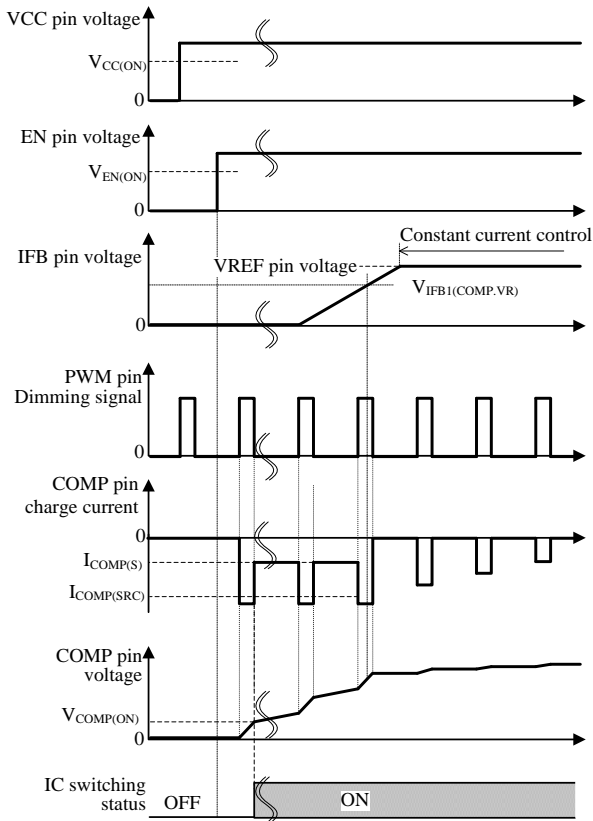 VCC pin voltage
VCC(ON)
0
EN pin voltage
VEN(ON)
0
Constant current control
IFB pin voltage
VREF pin voltage
VIFB1(COMP.VR)
0
PWM pin
Dimming signal
0
COMP pin
charge current
0
ICOMP(S)
ICOMP(SRC)
COMP pin
voltage
VCOMP(ON)
0
IC switching
status
OFF
ON